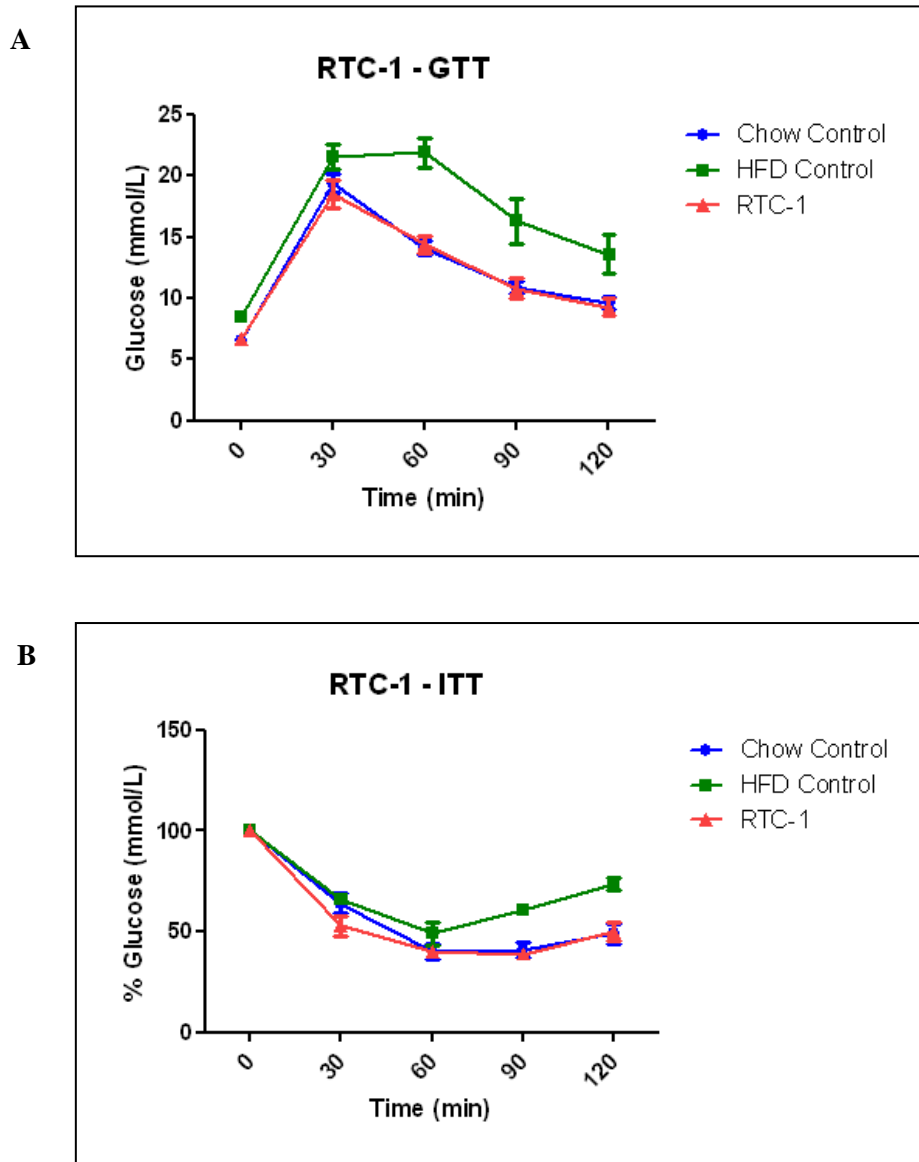 A
RTC-1 - GTT
25
20
15
10
5
0
Glucose (mmol/L)
0 30 60 90 120
Time (min)
Chow Control
HFD Control
RTC-1
B
RTC-1 - ITT
150
100
50
0
% Glucose (mmol/L)
0 30 60 90 120
Time (min)
Chow Control
HFD Control
RTC-1